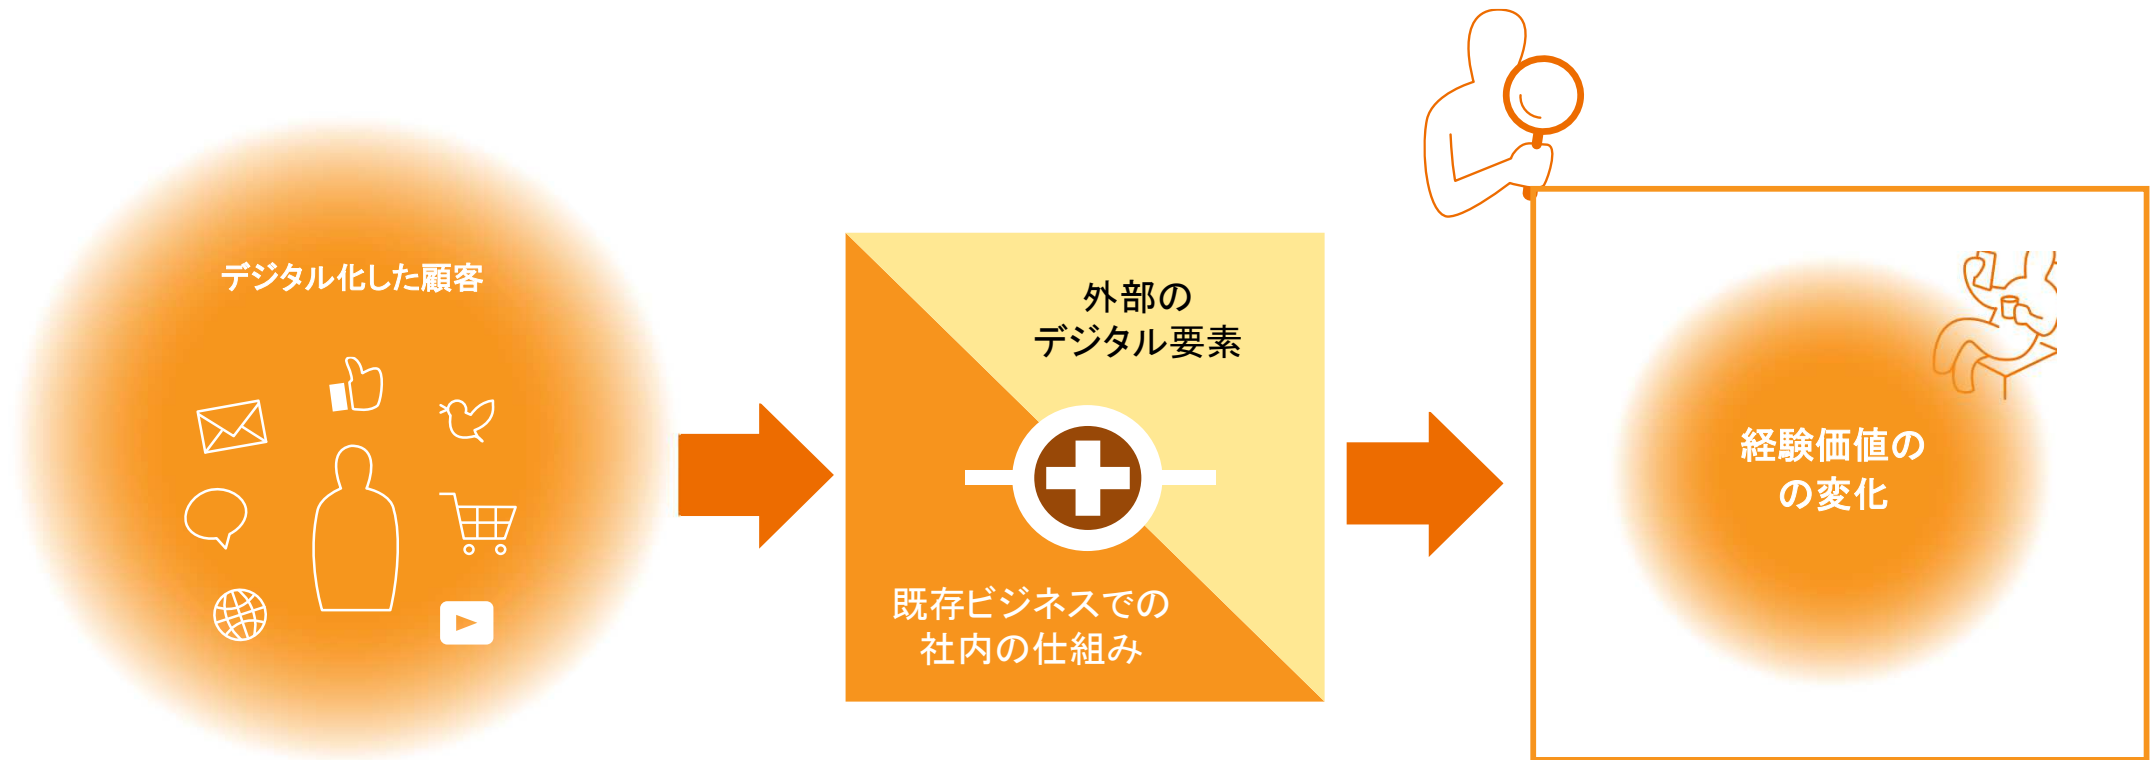 デジタル化した顧客
外部の
デジタル要素
既存ビジネスでの
社内の仕組み
経験価値の
の変化